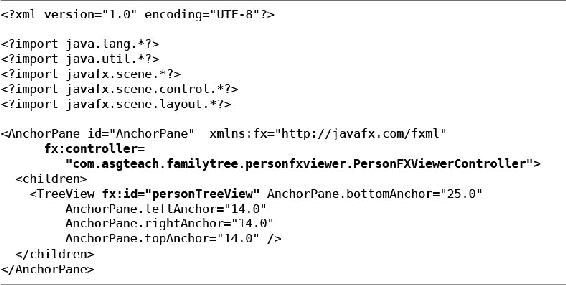 <?xml version="1.0" encoding="UTF-8"?>
<?import java.lang.*?>
<?import java.util.*?>
<?import javafx.scene.*?>
<?import javafx.scene.control.*?>
<?import javafx.scene.layout.*?>
<AnchorPane id="AnchorPane"  xmlns:fx="http://javafx.com/fxml"
      fx:controller=
         "com.asgteach.familytree.personfxviewer.PersonFXViewerController">
  <children>
    <TreeView fx:id="personTreeView" AnchorPane.bottomAnchor="25.0"
         AnchorPane.leftAnchor="14.0"
         AnchorPane.rightAnchor="14.0"
         AnchorPane.topAnchor="14.0" />
  </children>
</AnchorPane>